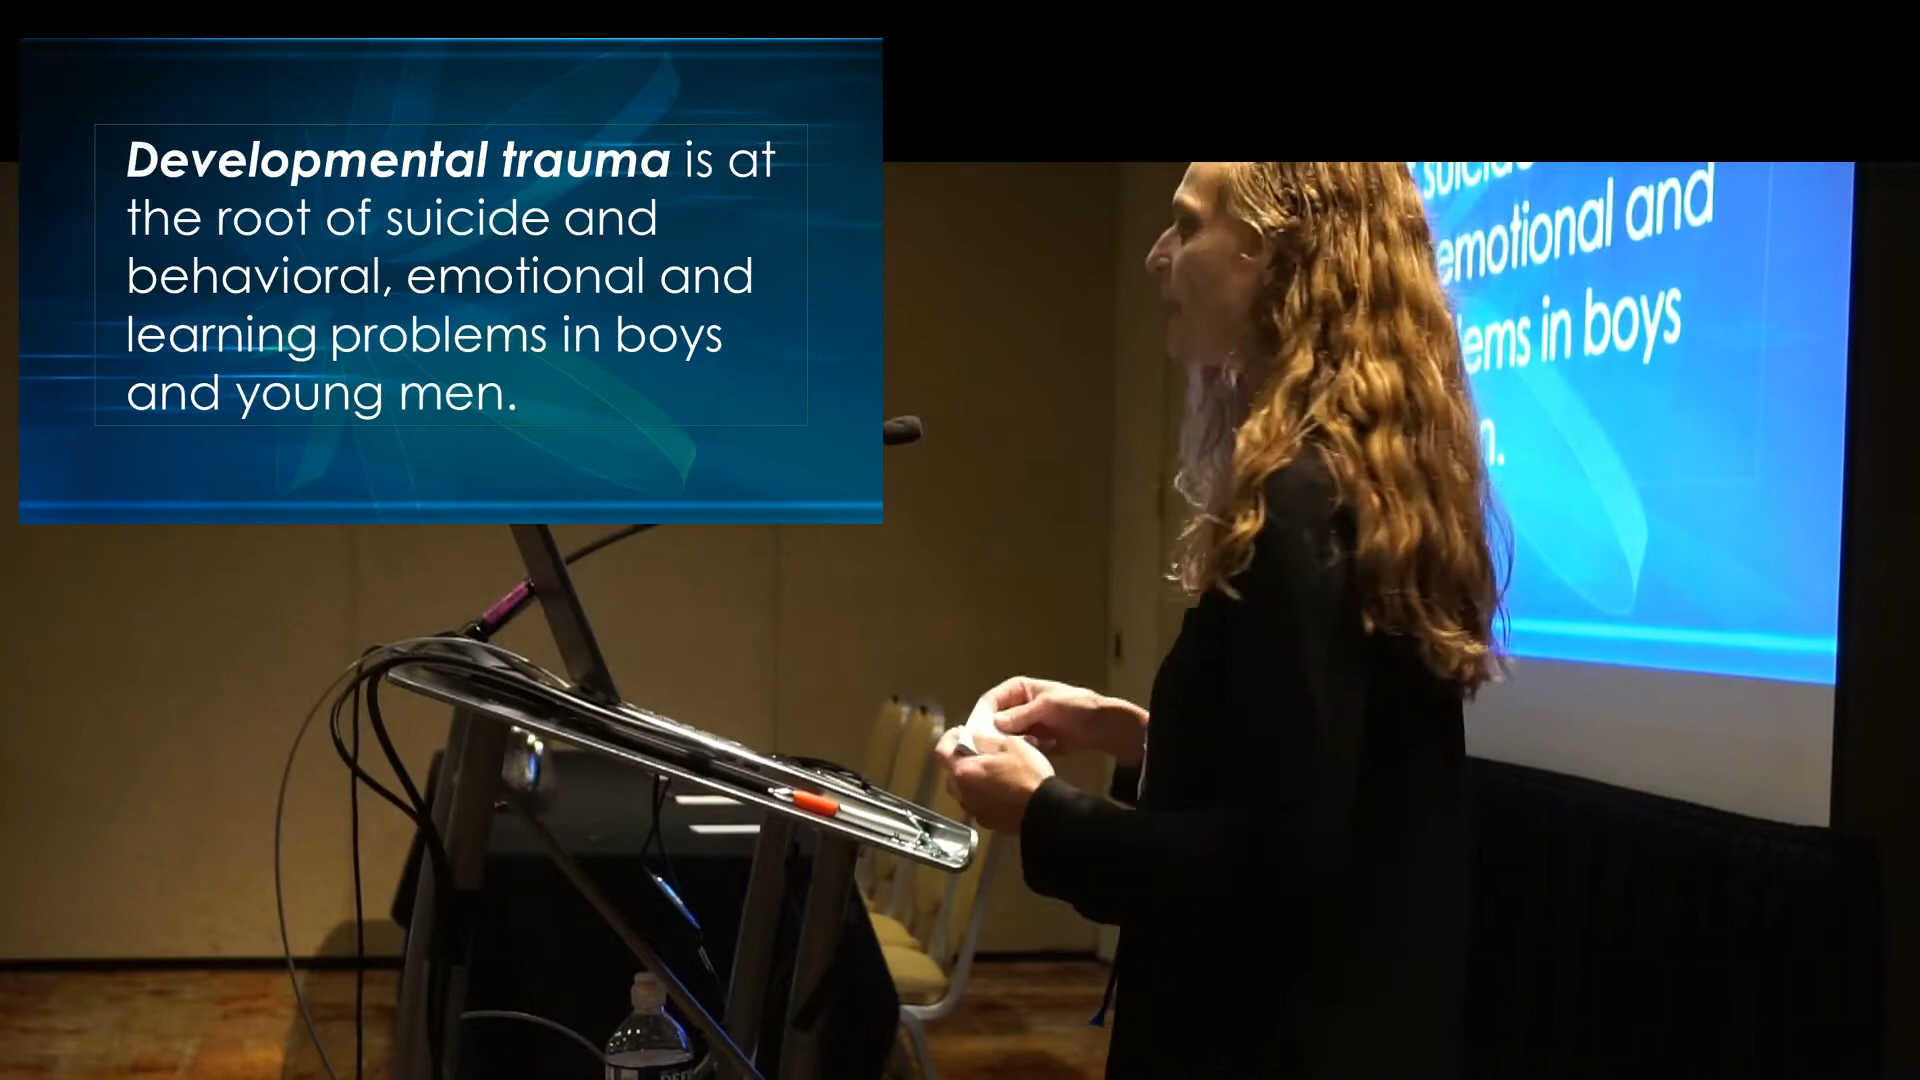 Developmental trauma is at
the root of suicide and
behavioral, emotional and
learning problems in boys
and young men.
suicide
emotional and
lems in boys
n.